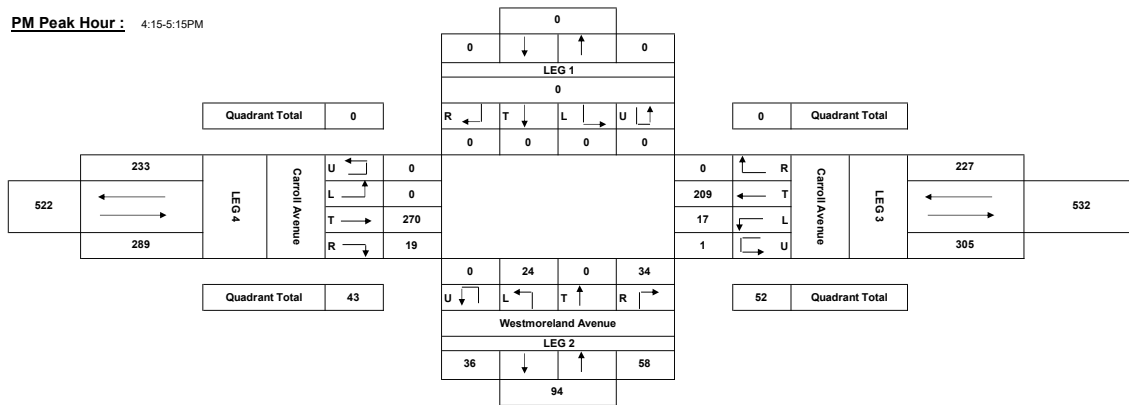 PM Peak Hour : 4:15-5:15PM
0
0 0
LEG 1
0
Quadrant Total 0
R T L U
0 Quadrant Total
0 0 0 0
233
U 0
0 R
227
522
LEG 4
Carroll Avenue
L 0
209 T
Carroll Avenue
LEG 3
532
T 270
17 L
289
R 19
1 U
305
0 24 0 34
Quadrant Total 43
U L T R
52 Quadrant Total
Westmoreland Avenue
LEG 2
36 58
94